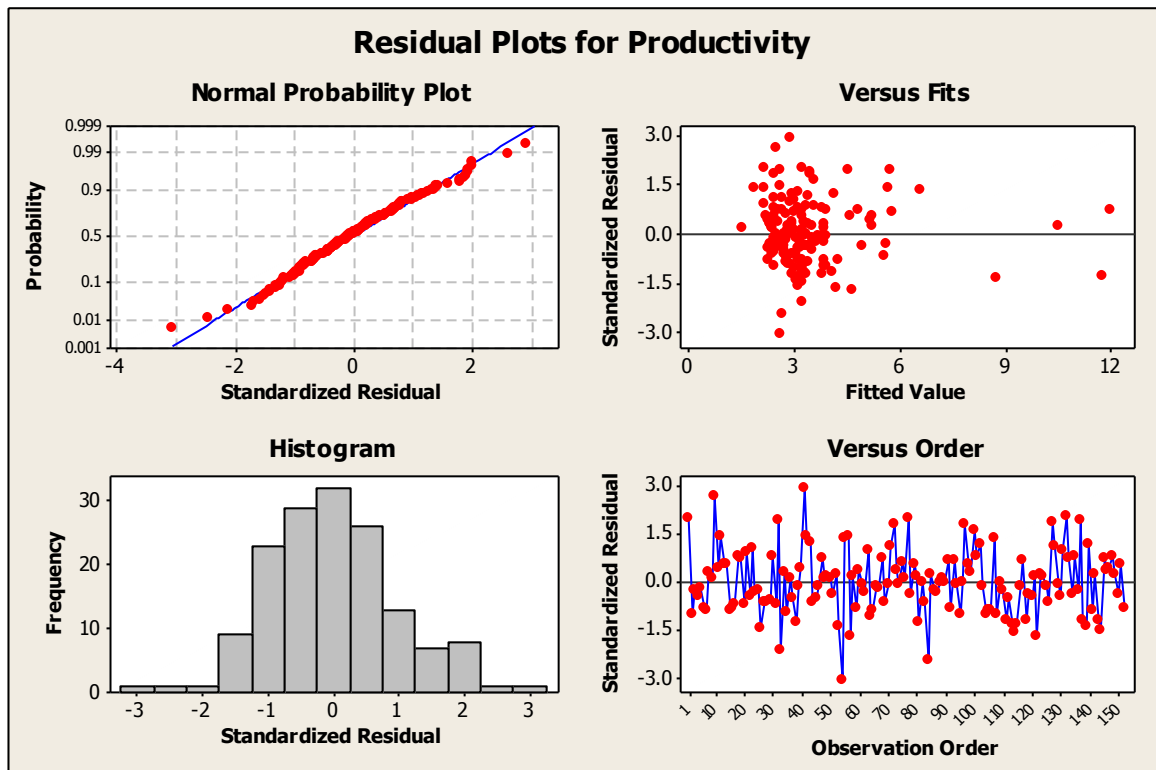 Residual Plots for Productivity
Normal Probability Plot
Probability
0.999
0.99
0.9
0.5
0.1
0.01
0.001
-4 -2 0 2
Standardized Residual
Versus Fits
Standardized Residual
3.0
1.5
0.0
-1.5
-3.0
0 3 6 9 12
Fitted Value
Histogram
Frequency
30
20
10
0
-3 -2 -1 0 1 2 3
Standardized Residual
Versus Order
Standardized Residual
3.0
1.5
0.0
-1.5
-3.0
1 10 20 30 40 50 60 70 80 90 100 110 120 130 140 150
Observation Order